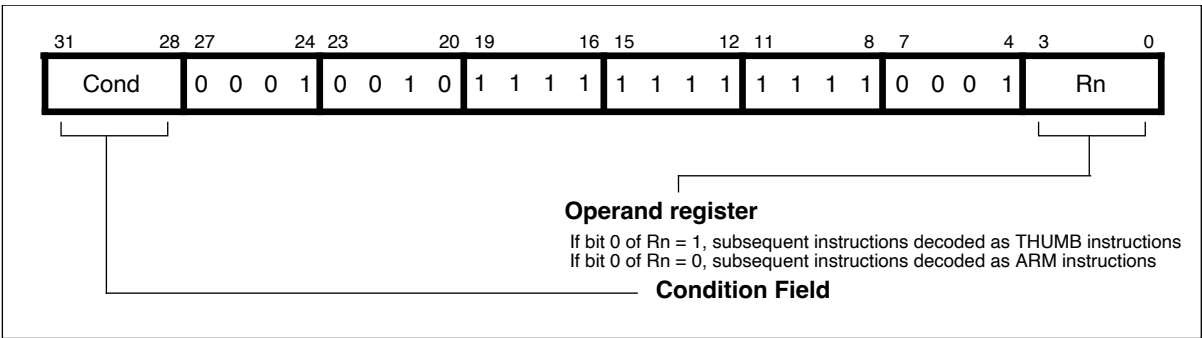 31 28 27 24 23 20 19 16 15 12 11 8 7 4 3 0
Cond 0 0 0 1 0 0 1 0 1 1 1 1 1 1 1 1 1 1 1 1 0 0 0 1 Rn
Operand register
If bit 0 of Rn = 1, subsequent instructions decoded as THUMB instructions
If bit 0 of Rn = 0, subsequent instructions decoded as ARM instructions
Condition Field